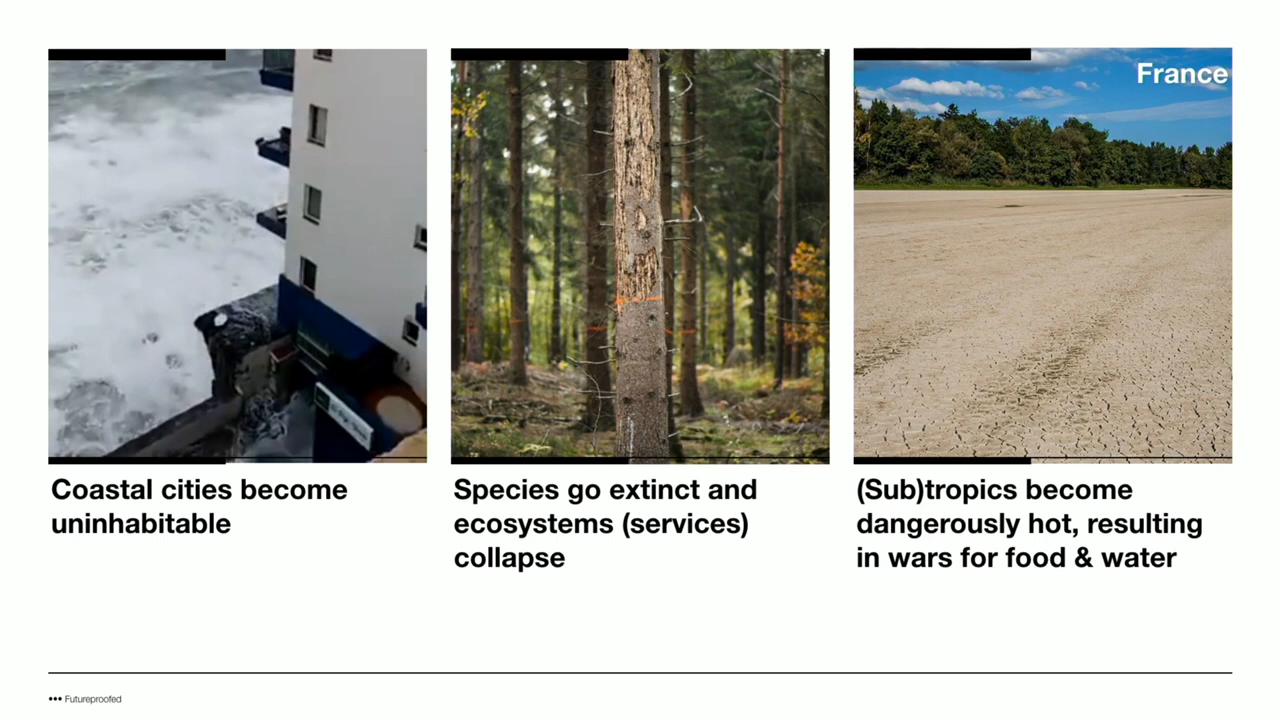 France
Coastal cities become
uninhabitable
Species go extinct and
ecosystems (services)
collapse
(Sub)tropics become
dangerously hot, resulting
in wars for food & water
••• Futureproofed